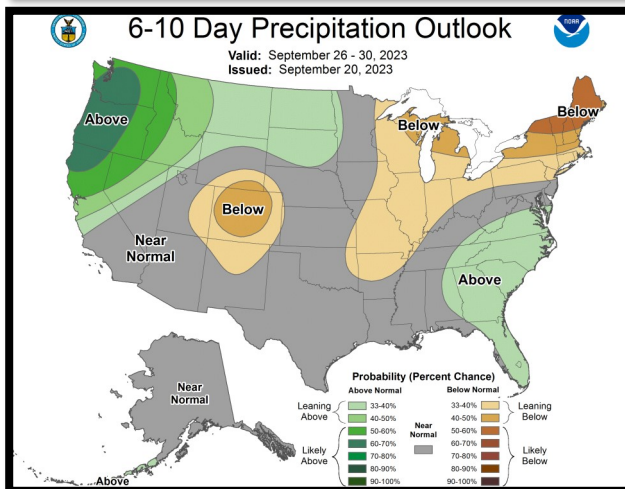 6-10 Day Precipitation Outlook
NOAA
Valid: September 26 - 30, 2023
Issued: September 20, 2023
Above
Below
Below
Below
Near
Normal
Above
Near
Normal
Above
Probability (Percent Chance)
Above Normal
Below Normal
Leaning
Above
33-40%
40-50%
Likely
Above
50-60%
60-70%
70-80%
80-90%
90-100%
Near
Normal
33-40%
40-50%
Leaning
Below
50-60%
60-70%
70-80%
80-90%
90-100%
Likely
Below